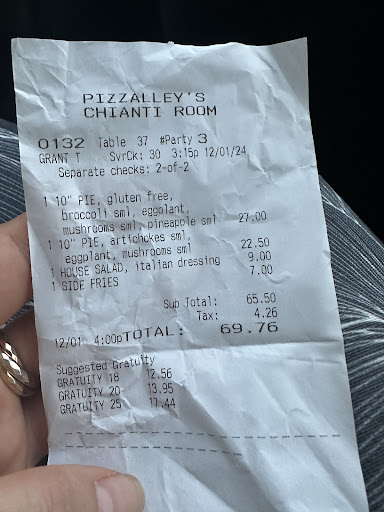 PIZZALLEY'S
CHIANTI ROOM
0132 Table 37 #Party 3
GRANT T SvrCk: 30 3:15p 12/01/24
Separate checks: 2-of-2
1 10" PIE, gluten free,
broccoli sml, eggplant,
mushrooms sml, pineapple sml 27.00
1 10" PIE, artichokes sml,
eggplant, mushrooms sml 22.50
1 HOUSE SALAD, italian dressing 9.00
1 SIDE FRIES 7.00
Sub Total: 65.50
Tax: 4.26
12/01 4:00pTOTAL: 69.76
Suggested Gratuity
GRATUITY 18 12.56
GRATUITY 20 13.95
GRATUITY 25 17.44